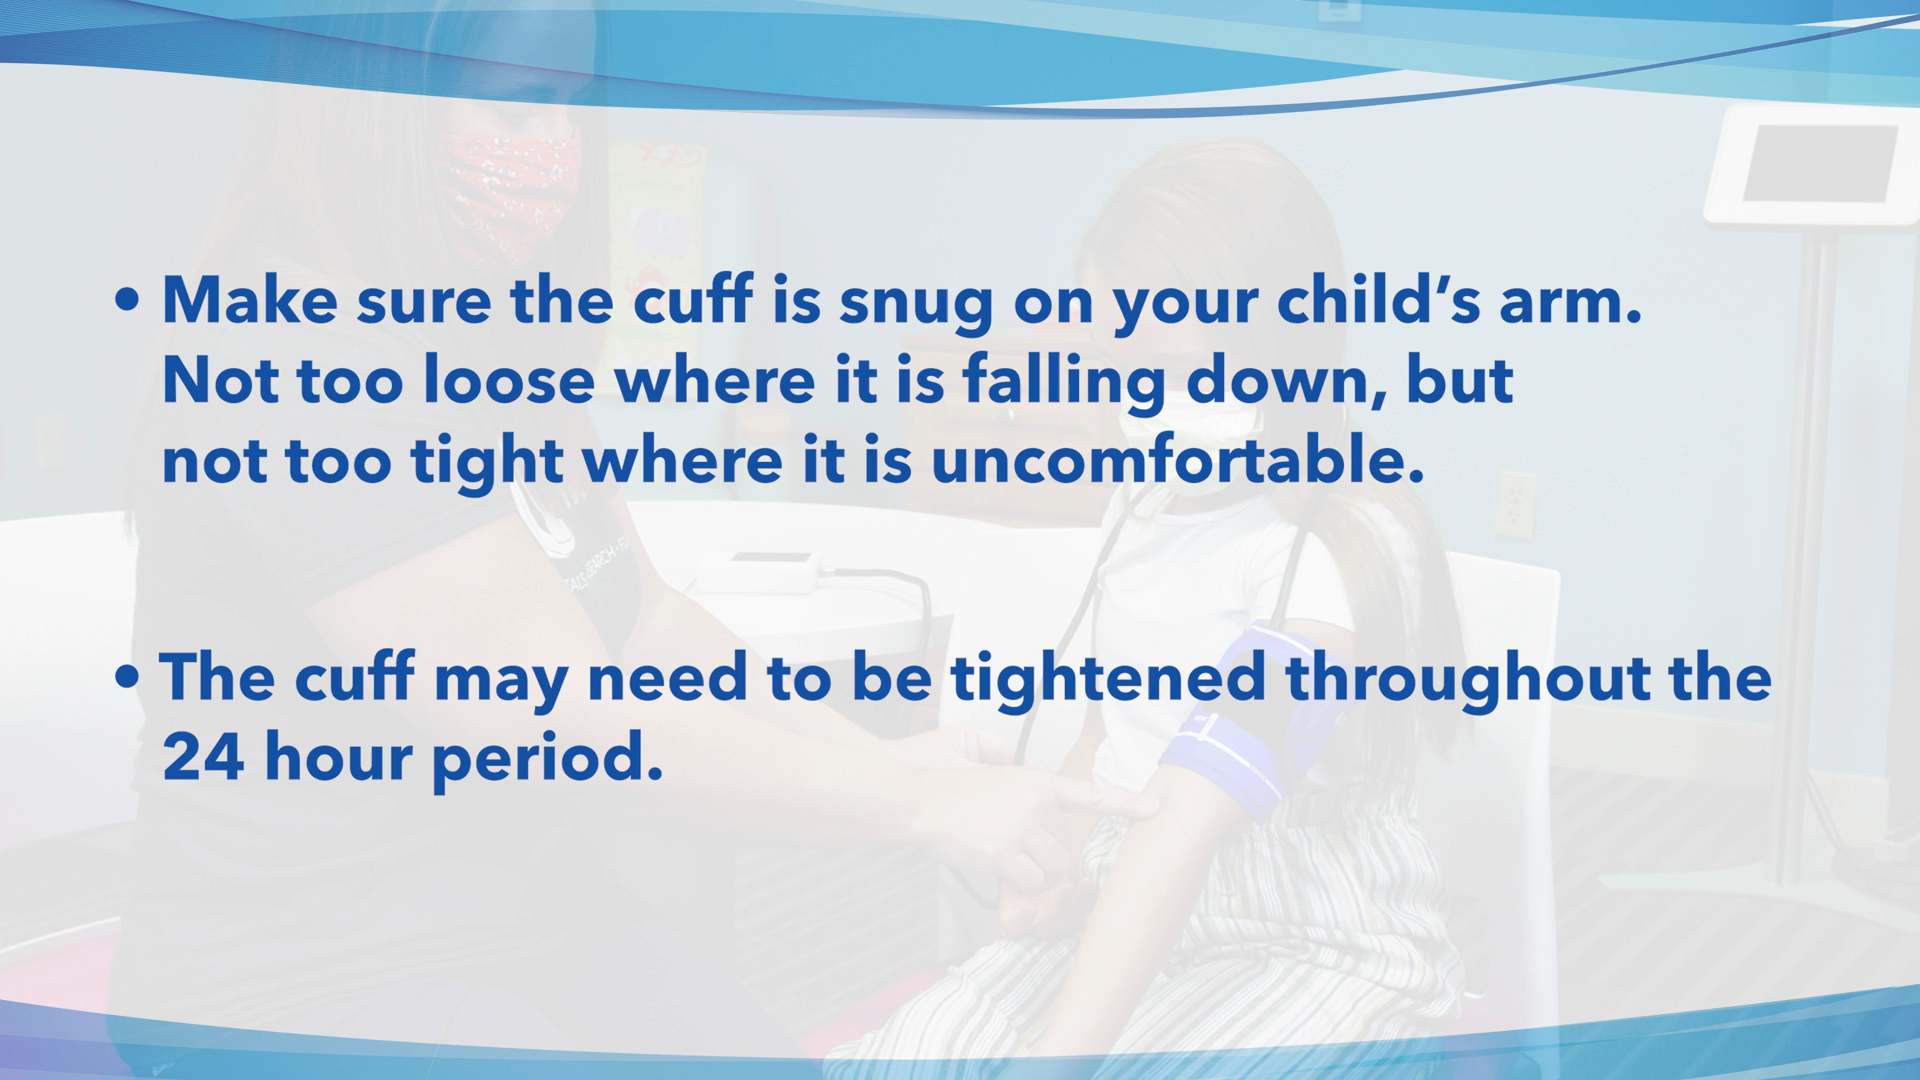 • Make sure the cuff is snug on your child’s arm.
Not too loose where it is falling down, but
not too tight where it is uncomfortable.
• The cuff may need to be tightened throughout the
24 hour period.